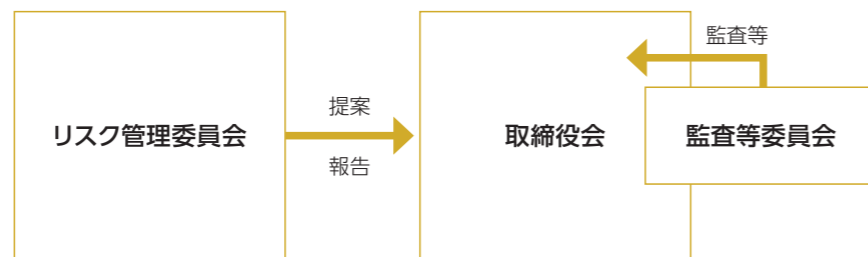 監査等
提案
リスク管理委員会
取締役会
監査等委員会
報告